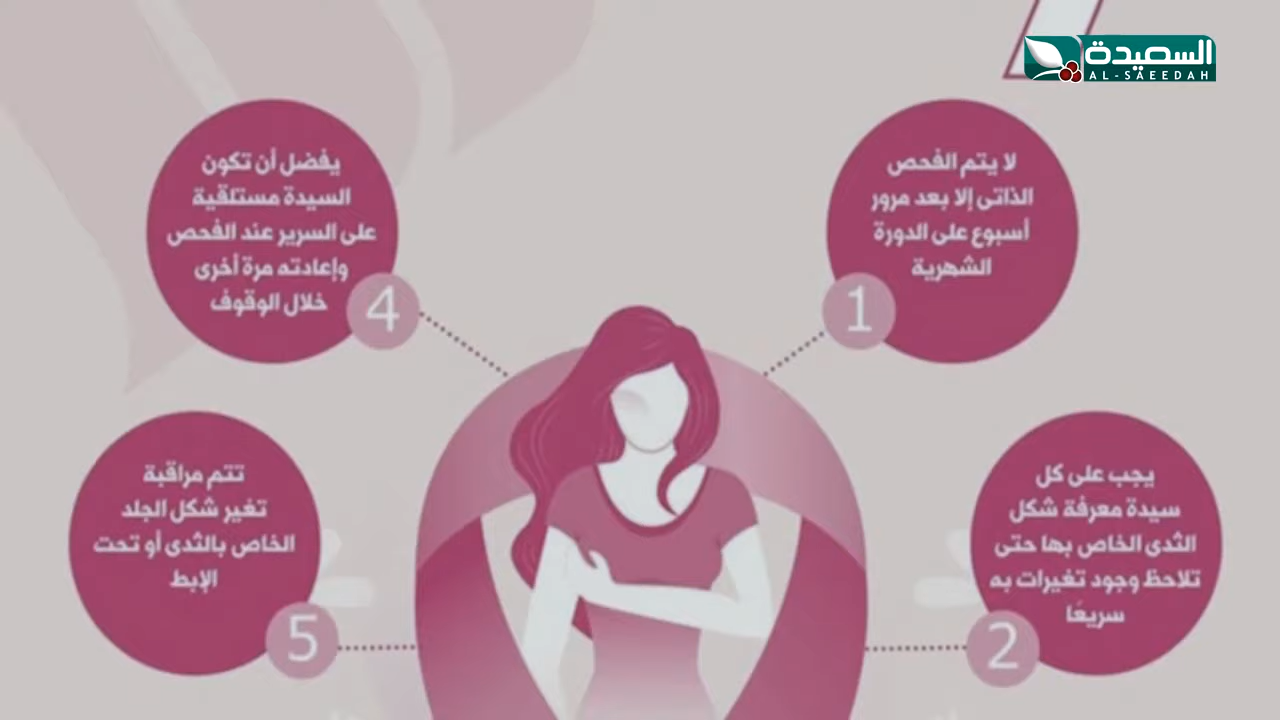 السعيدة
AL-SAEEDAH
لا يتم الفحص
الذاتى إلا بعد مرور
أسبوع على الدورة
الشهرية
1
يجب على كل
سيدة معرفة شكل
الثدى الخاص بها حتى
تلاحظ وجود تغيرات به
سريعًا
2
يفضل أن تكون
السيدة مستلقية
على السرير عند الفحص
وإعادته مرة أخرى
خلال الوقوف
4
تتم مراقبة
تغير شكل الجلد
الخاص بالثدى أو تحت
الإبط
5